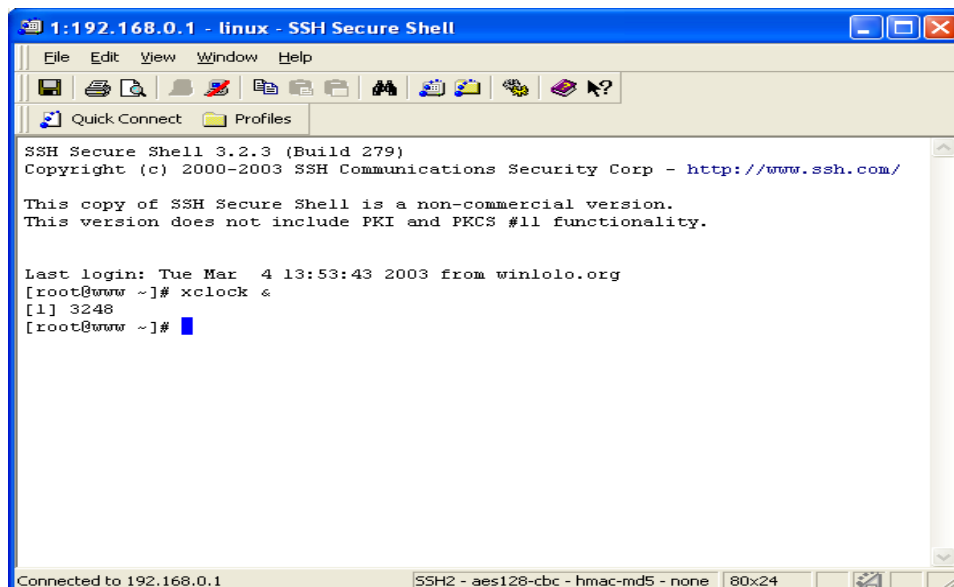 1:192.168.0.1 - linux - SSH Secure Shell
File Edit View Window Help
Quick Connect Profiles
SSH Secure Shell 3.2.3 (Build 279)
Copyright (c) 2000-2003 SSH Communications Security Corp - http://www.ssh.com/
This copy of SSH Secure Shell is a non-commercial version.
This version does not include PKI and PKCS #11 functionality.
Last login: Tue Mar  4 13:53:43 2003 from winlolo.org
[root@www ~]# xclock &
[1] 3248
[root@www ~]#
Connected to 192.168.0.1 SSH2 - aes128-cbc - hmac-md5 - none 80x24